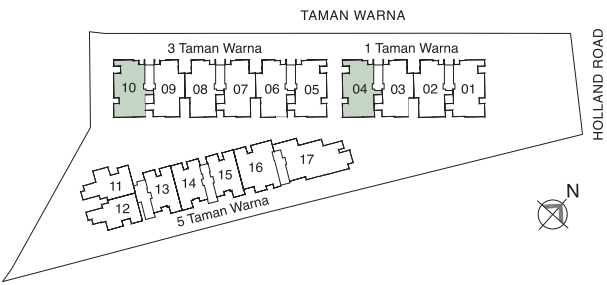 TAMAN WARNA
3 Taman Warna
1 Taman Warna
HOLLAND ROAD
10 09 08 07 06 05 04 03 02 01
11 12 13 14 15 16 17
5 Taman Warna
N